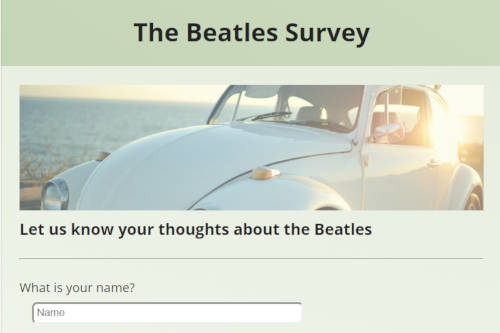 The Beatles Survey
Let us know your thoughts about the Beatles
What is your name?
Name